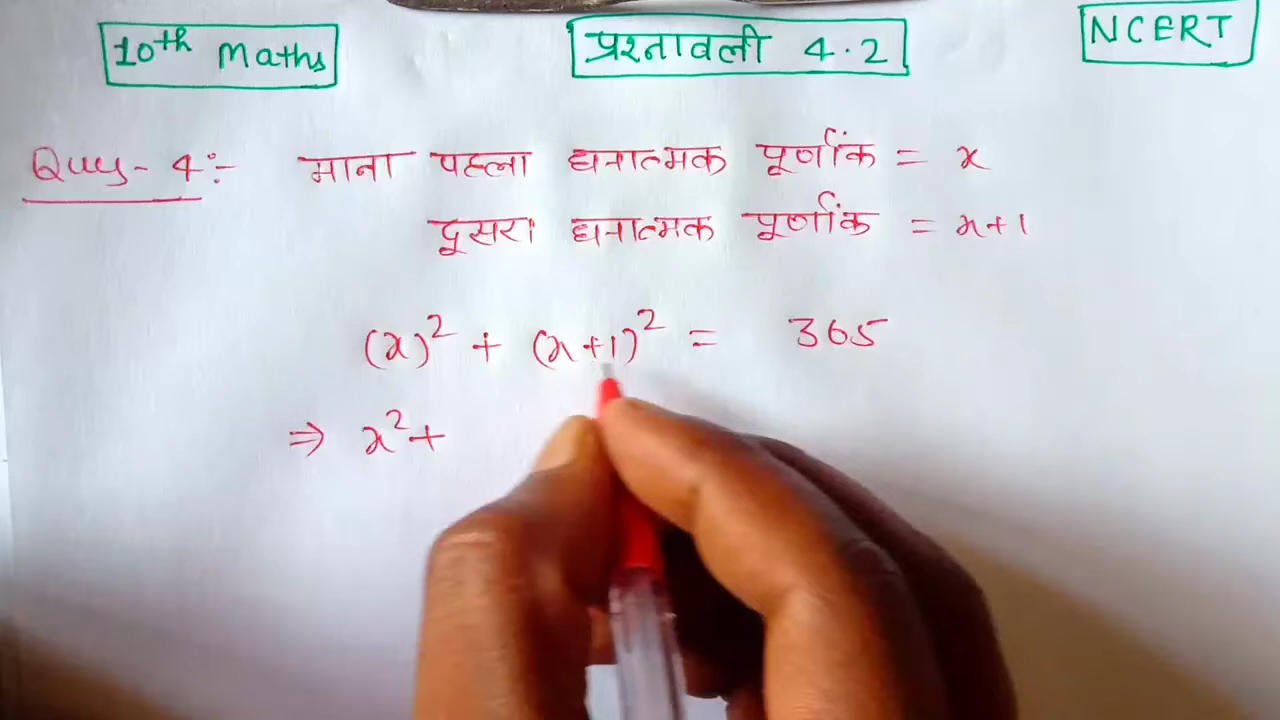 10th Maths
प्रश्नावली 4.2
NCERT
Ques-4:- माना पहला धनात्मक पूर्णांक = x
दूसरा धनात्मक पूर्णांक = x+1
(x)² + (x+1)² = 365
⇒ x² +